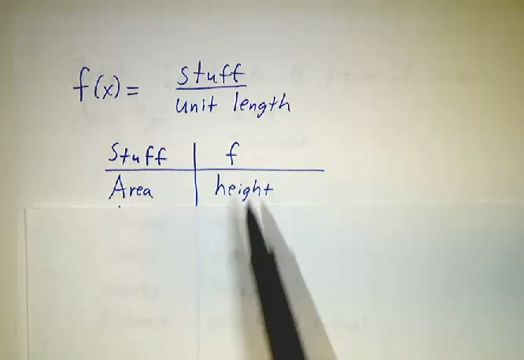 f(x) = stuff / unit length
Stuff | f
Area | height